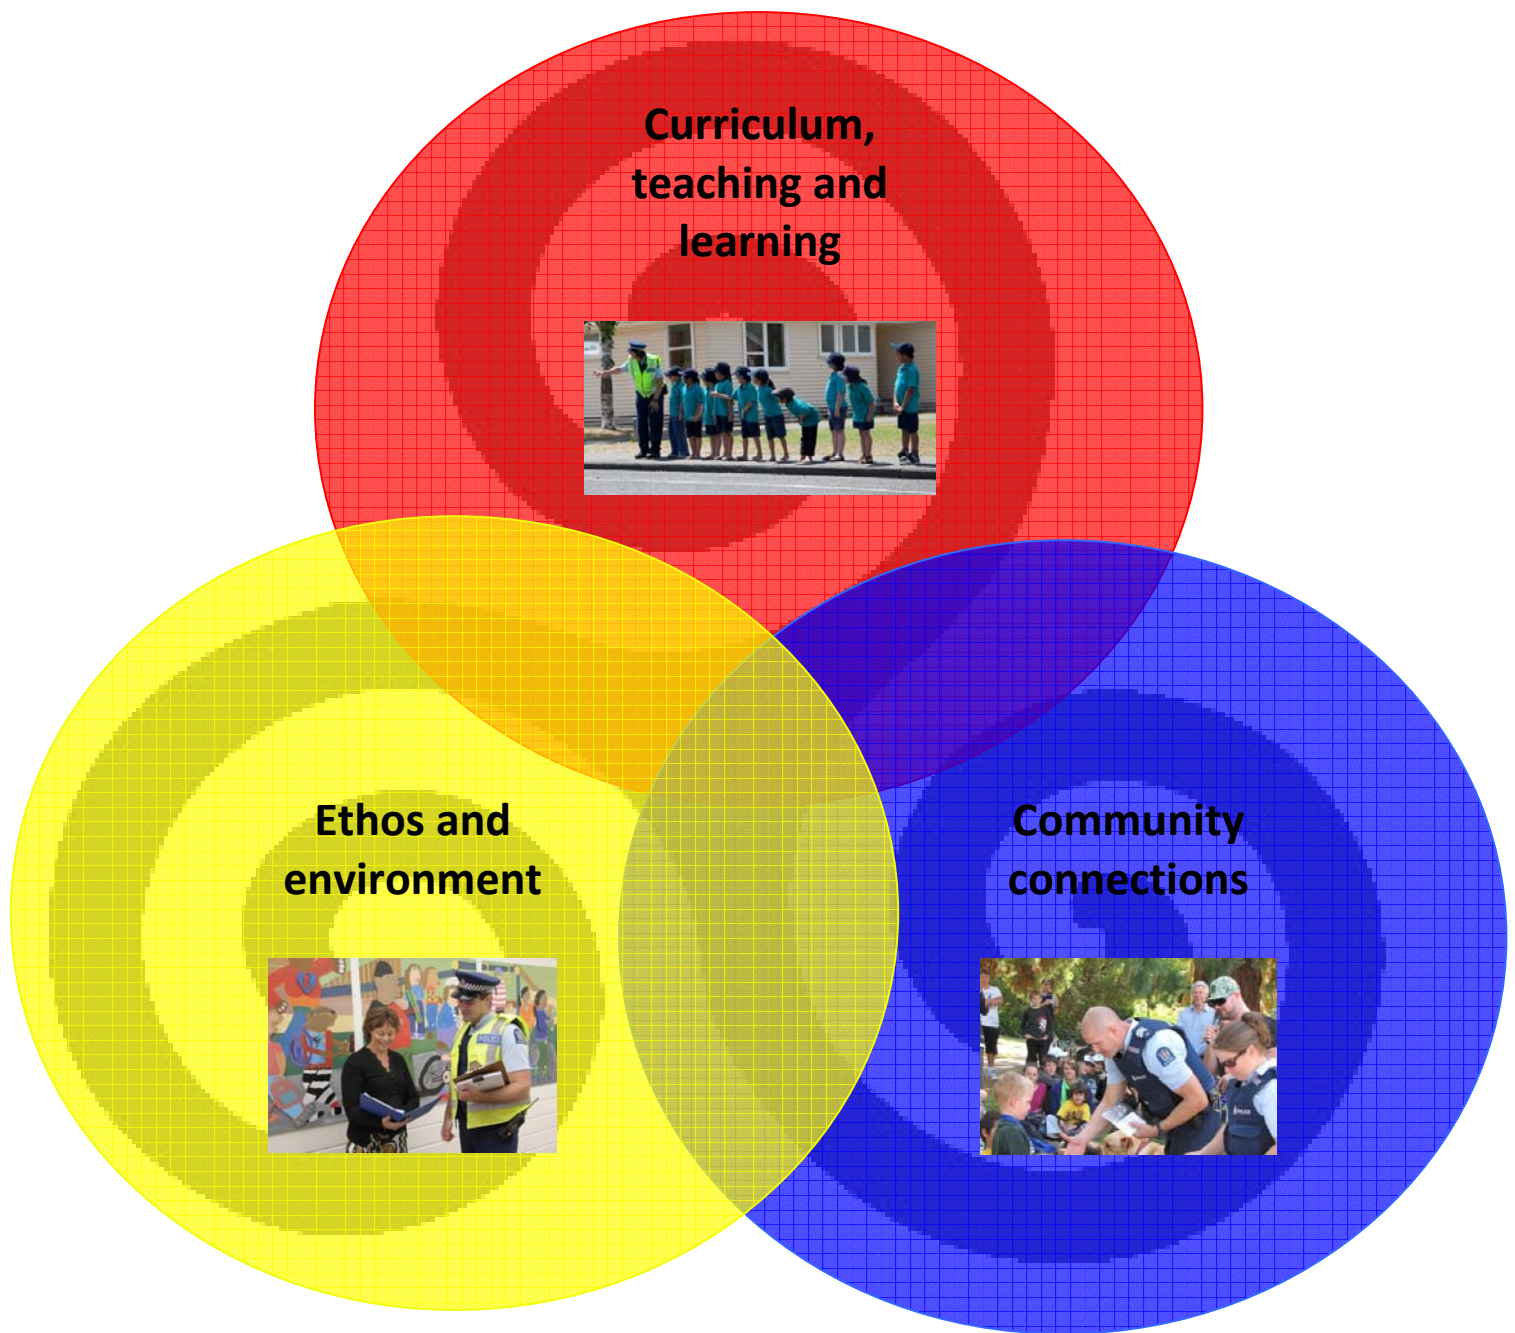 Curriculum,
teaching and
learning
Ethos and
environment
Community
connections